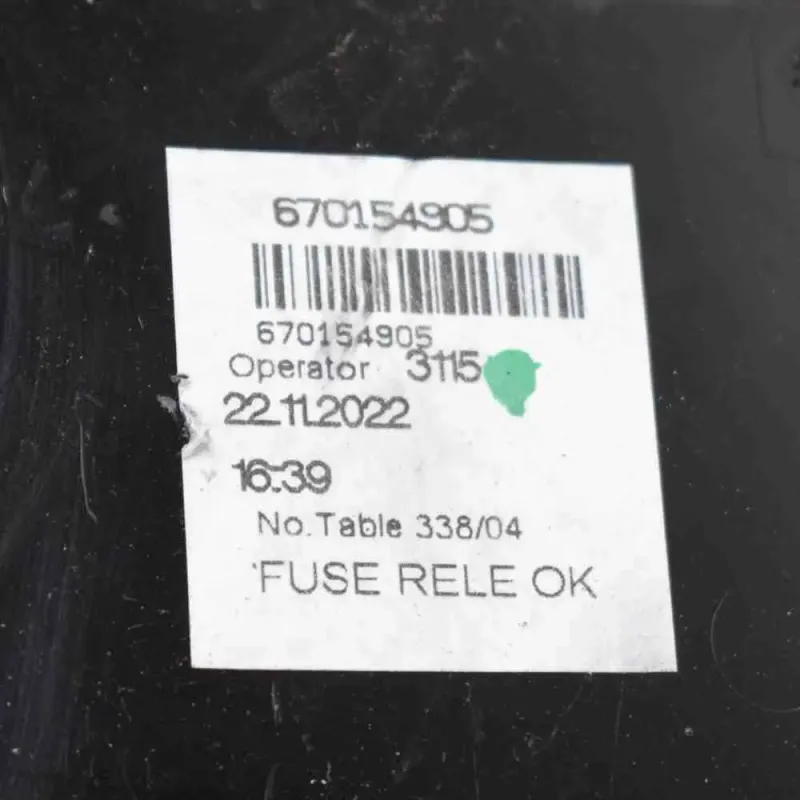 670154905
670154905
Operator 3115
22.11.2022
16:39
No.Table 338/04
'FUSE RELE OK